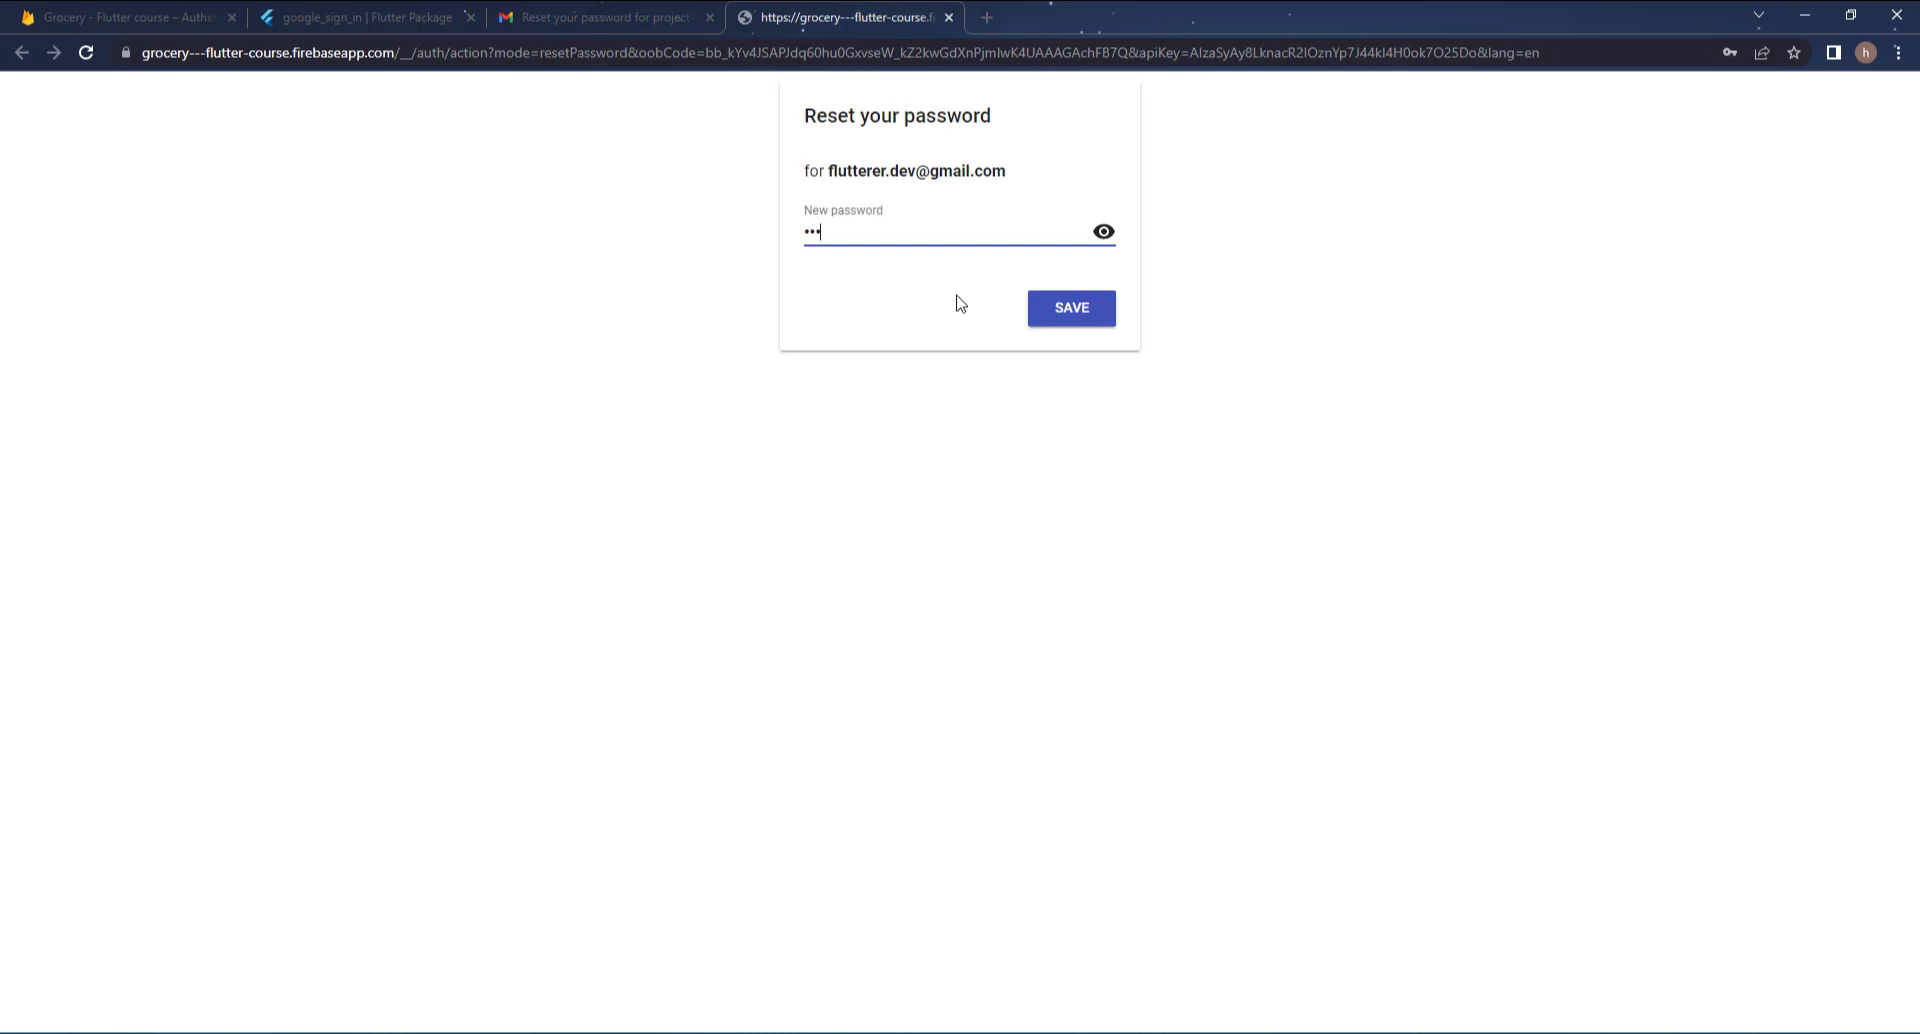 Grocery - Flutter course – Authe
google_sign_in | Flutter Package
Reset your password for project
https://grocery---flutter-course.fi
grocery---flutter-course.firebaseapp.com/__/auth/action?mode=resetPassword&oobCode=bb_kYv4JSAPJdq60hu0GxvseW_kZ2kwGdXnPjmIwK4UAAAGAchFB7Q&apiKey=AIzaSyAy8LknacR2IOznYp7J44kI4H0ok7O25Do&lang=en
h
Reset your password
for flutterer.dev@gmail.com
New password
SAVE